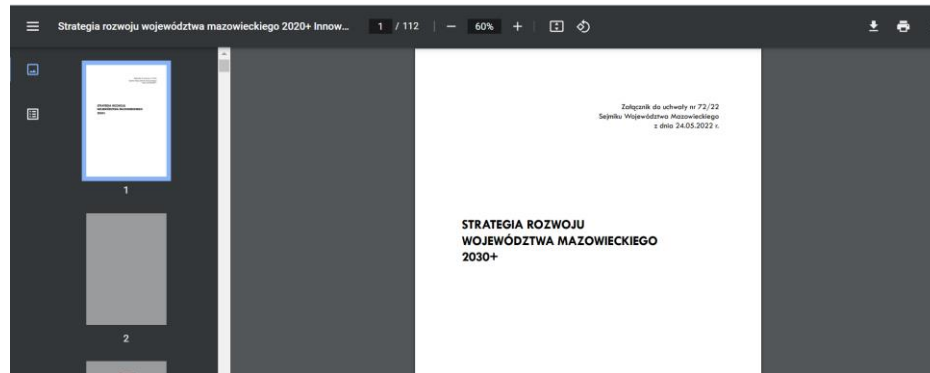 Strategia rozwoju województwa mazowieckiego 2020+ Innow... 1 / 112 60%
Załącznik do uchwały nr 72/22
Sejmiku Województwa Mazowieckiego
z dnia 24.05.2022 r.
STRATEGIA ROZWOJU
WOJEWÓDZTWA MAZOWIECKIEGO
2030+
1
2